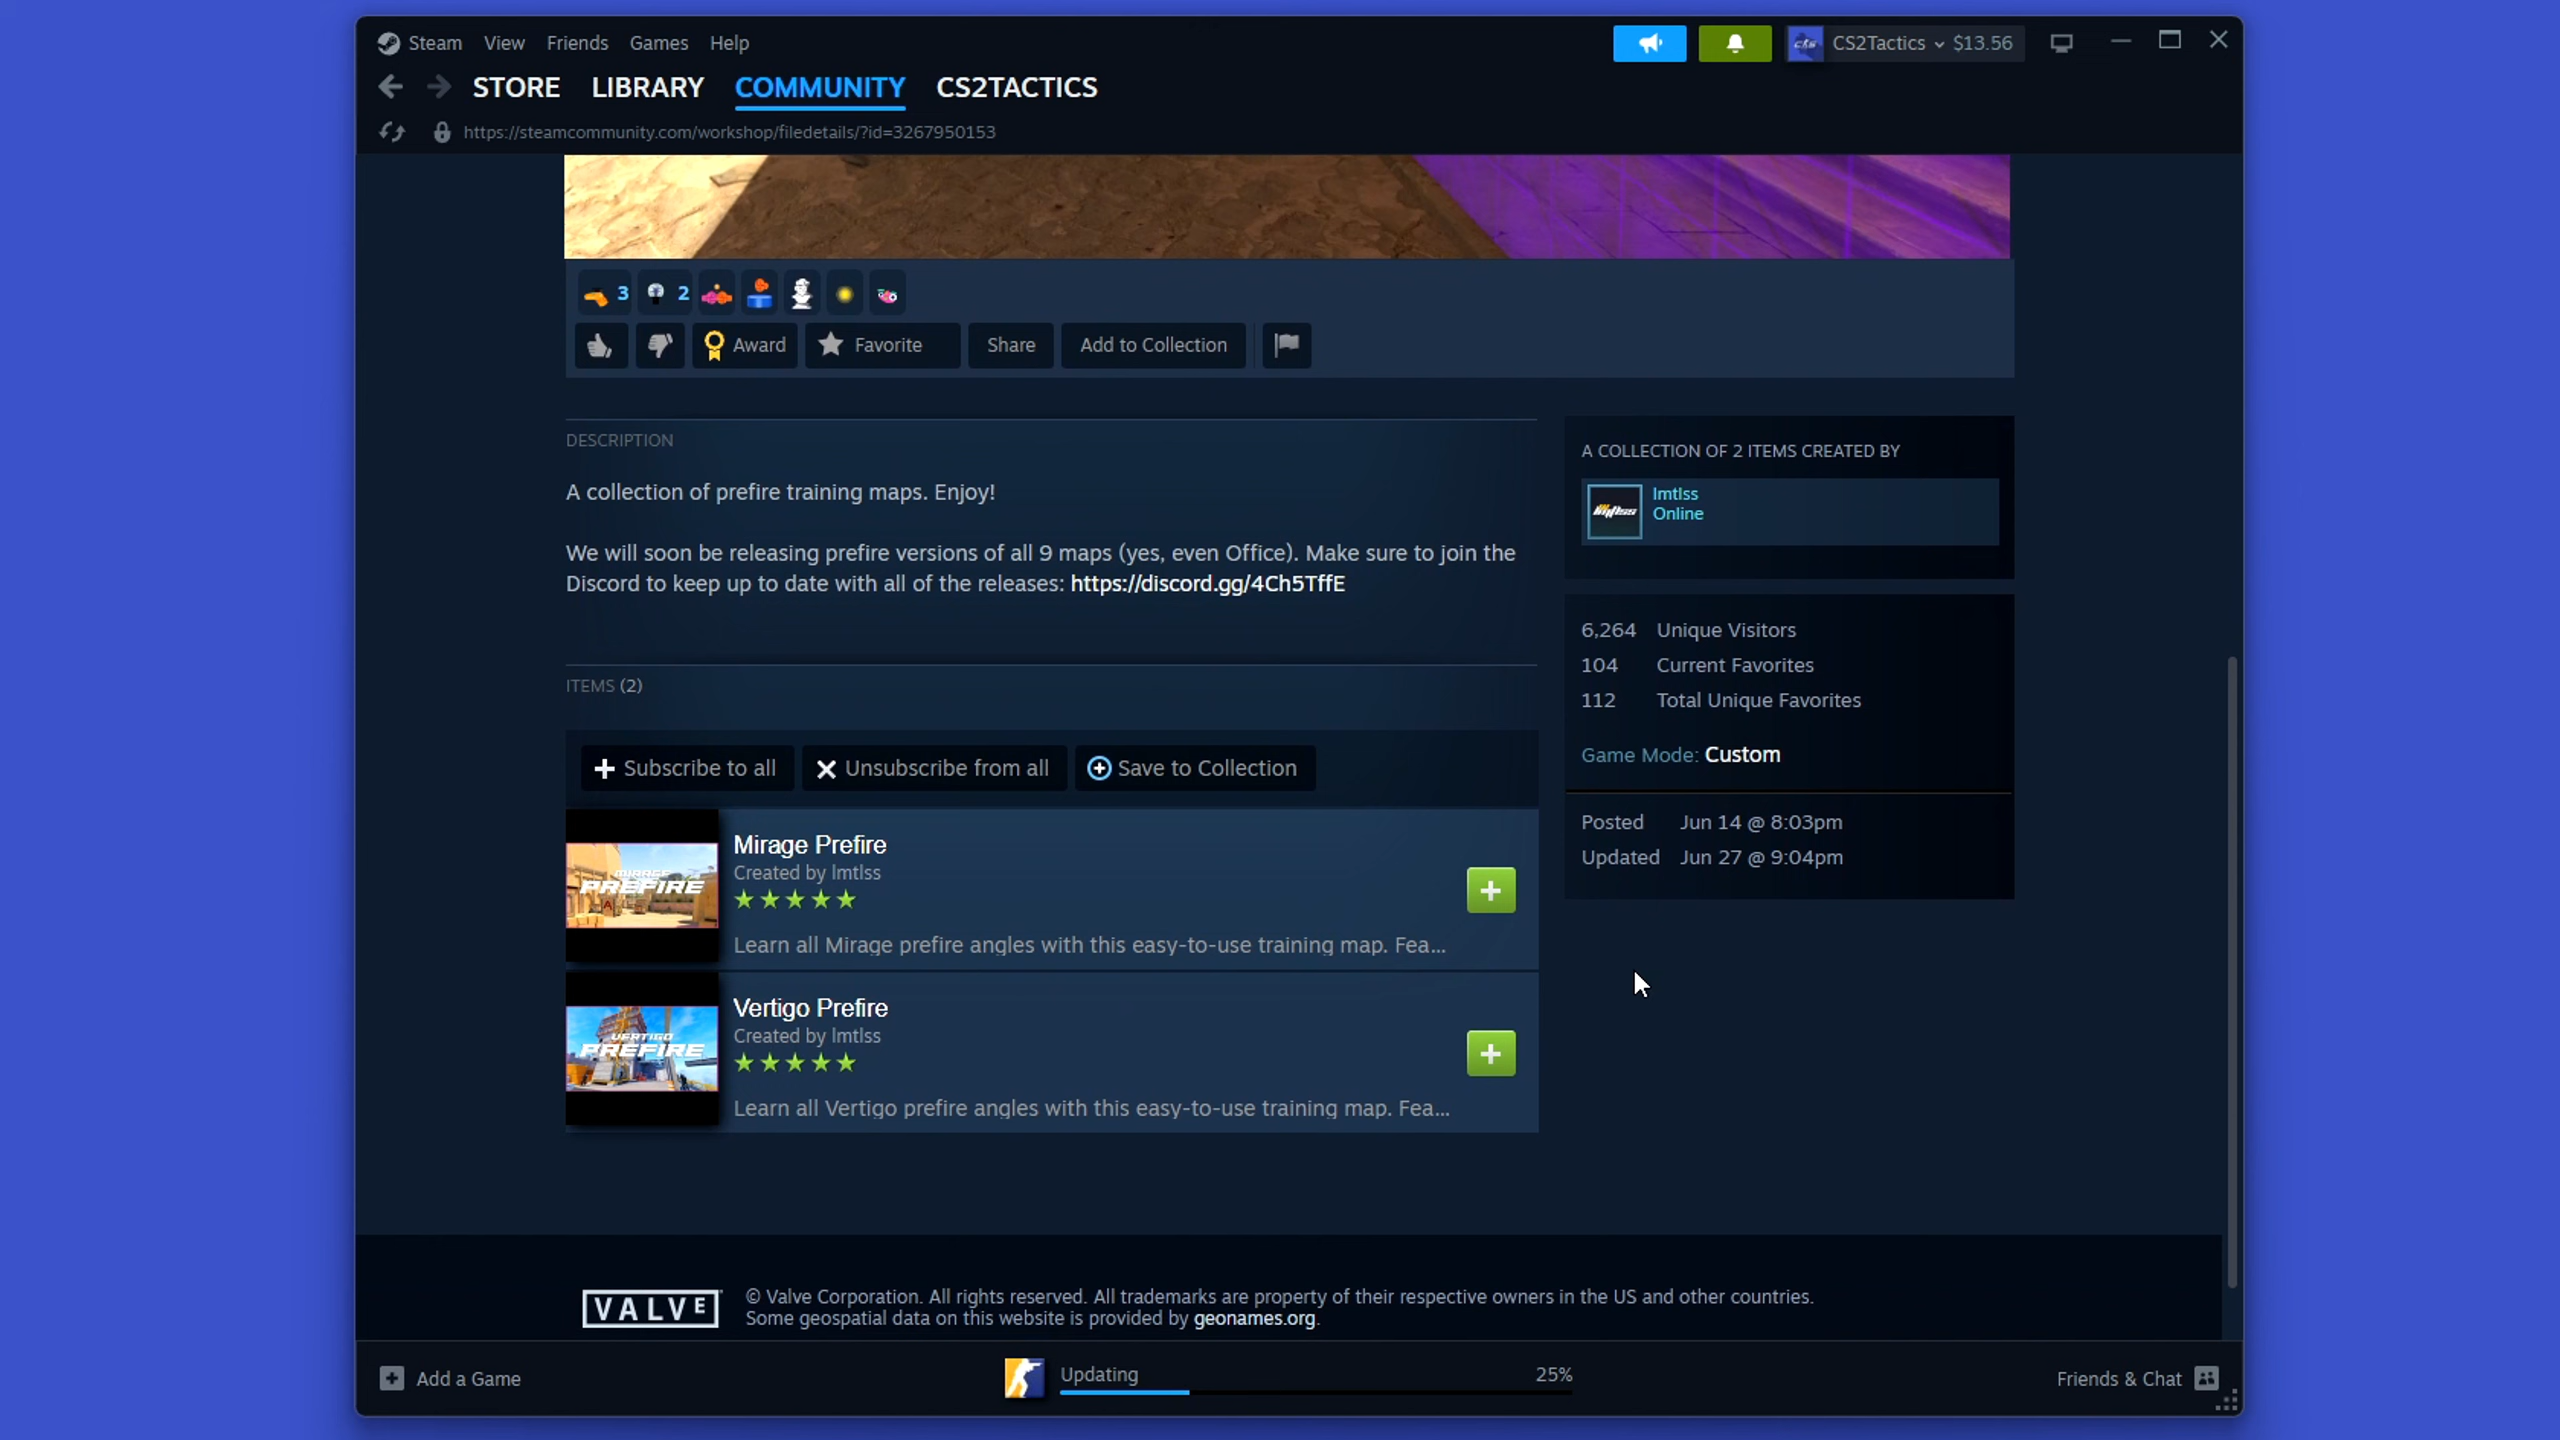 Steam View Friends Games Help
CS2Tactics $13.56
STORE LIBRARY COMMUNITY CS2TACTICS
https://steamcommunity.com/workshop/filedetails/?id=3267950153
3 2
Award Favorite Share Add to Collection
DESCRIPTION
A collection of prefire training maps. Enjoy!
We will soon be releasing prefire versions of all 9 maps (yes, even Office). Make sure to join the
Discord to keep up to date with all of the releases: https://discord.gg/4Ch5TffE
A COLLECTION OF 2 ITEMS CREATED BY
lmtlss
Online
6,264 Unique Visitors
104 Current Favorites
112 Total Unique Favorites
Game Mode: Custom
Posted Jun 14 @ 8:03pm
Updated Jun 27 @ 9:04pm
ITEMS (2)
Subscribe to all Unsubscribe from all Save to Collection
MIRAGE
PREFIRE
Mirage Prefire
Created by lmtlss
Learn all Mirage prefire angles with this easy-to-use training map. Fea...
VERTIGO
PREFIRE
Vertigo Prefire
Created by lmtlss
Learn all Vertigo prefire angles with this easy-to-use training map. Fea...
VALVE
© Valve Corporation. All rights reserved. All trademarks are property of their respective owners in the US and other countries.
Some geospatial data on this website is provided by geonames.org.
Add a Game
Updating 25%
Friends & Chat